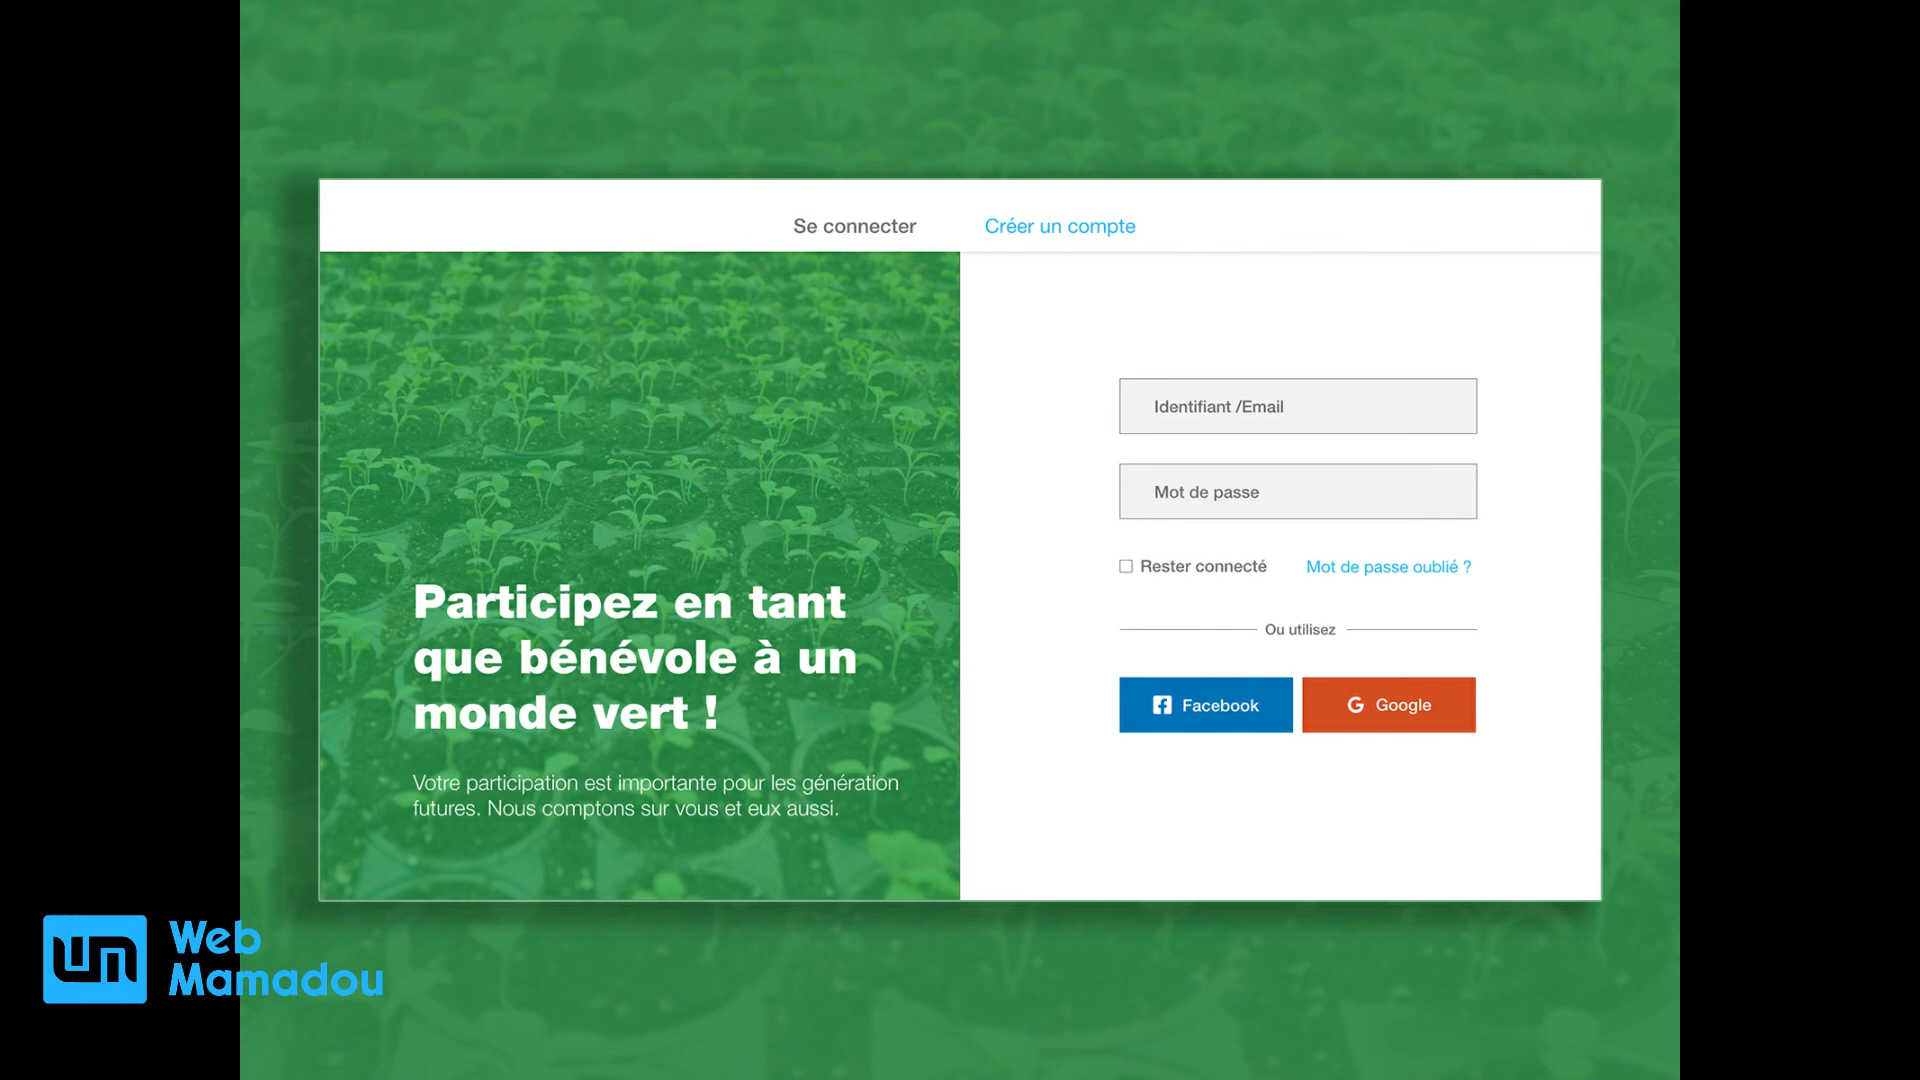 Se connecter
Créer un compte
Participez en tant
que bénévole à un
monde vert !
Votre participation est importante pour les génération
futures. Nous comptons sur vous et eux aussi.
Identifiant /Email
Mot de passe
Rester connecté
Mot de passe oublié ?
Ou utilisez
Facebook
Google
Web
Mamadou